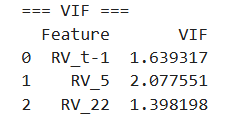 === VIF ===
Feature VIF
0 RV_t-1 1.639317
1 RV_5 2.077551
2 RV_22 1.398198